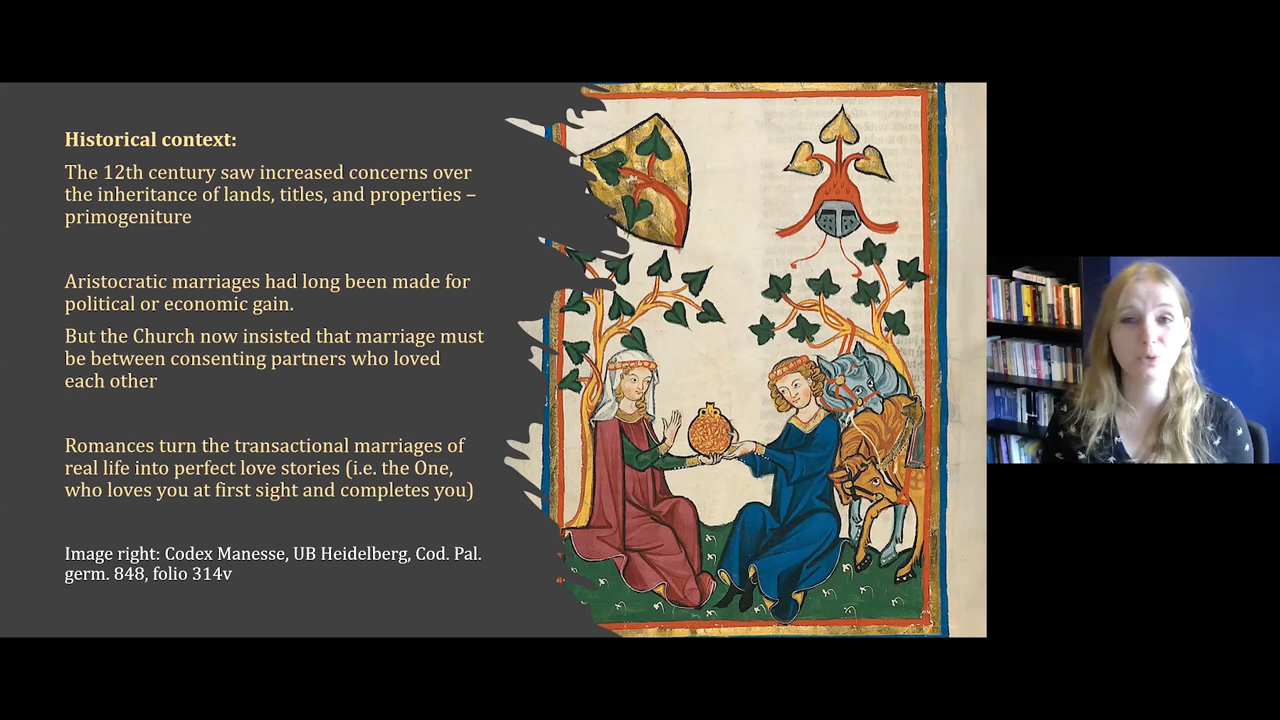 Historical context:
The 12th century saw increased concerns over
the inheritance of lands, titles, and properties –
primogeniture
Aristocratic marriages had long been made for
political or economic gain.
But the Church now insisted that marriage must
be between consenting partners who loved
each other
Romances turn the transactional marriages of
real life into perfect love stories (i.e. the One,
who loves you at first sight and completes you)
Image right: Codex Manesse, UB Heidelberg, Cod. Pal.
germ. 848, folio 314v